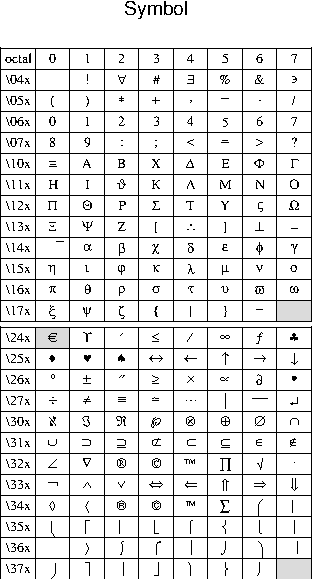 Symbol
octal 0 1 2 3 4 5 6 7
\04x ! ∀ # ∃ % & ∋
\05x ( ) ∗ + , − . /
\06x 0 1 2 3 4 5 6 7
\07x 8 9 : ; < = > ?
\10x ≅ Α Β Χ Δ Ε Φ Γ
\11x Η Ι ϑ Κ Λ Μ Ν Ο
\12x Π Θ Ρ Σ Τ Υ ς Ω
\13x Ξ Ψ Ζ [ ∴ ] ⊥ _
\14x ‾ α β χ δ ε ϕ γ
\15x η ι φ κ λ μ ν ο
\16x π θ ρ σ τ υ ϖ ω
\17x ξ ψ ζ { | } ∼
\24x € ϒ ′ ≤ ⁄ ∞ ƒ ♣
\25x ♦ ♥ ♠ ↔ ← ↑ → ↓
\26x ° ± ″ ≥ × ∝ ∂ •
\27x ÷ ≠ ≡ ≈ … | — ↵
\30x ℵ ℑ ℜ ℘ ⊗ ⊕ ∅ ∩
\31x ∪ ⊃ ⊇ ⊄ ⊂ ⊆ ∈ ∉
\32x ∠ ∇ ® © ™ ∏ √ ⋅
\33x ¬ ∧ ∨ ⇔ ⇐ ⇑ ⇒ ⇓
\34x ◊ 〈 ® © ™ ∑ ⎛ ⎜
\35x ⎝ ⎡ ⎢ ⎣ ⎧ ⎨ ⎩ ⎪
\36x 〉 ∫ ⌠ ⎮ ⌡ ⎞ ⎟
\37x ⎠ ⎤ ⎥ ⎦ ⎫ ⎬ ⎭